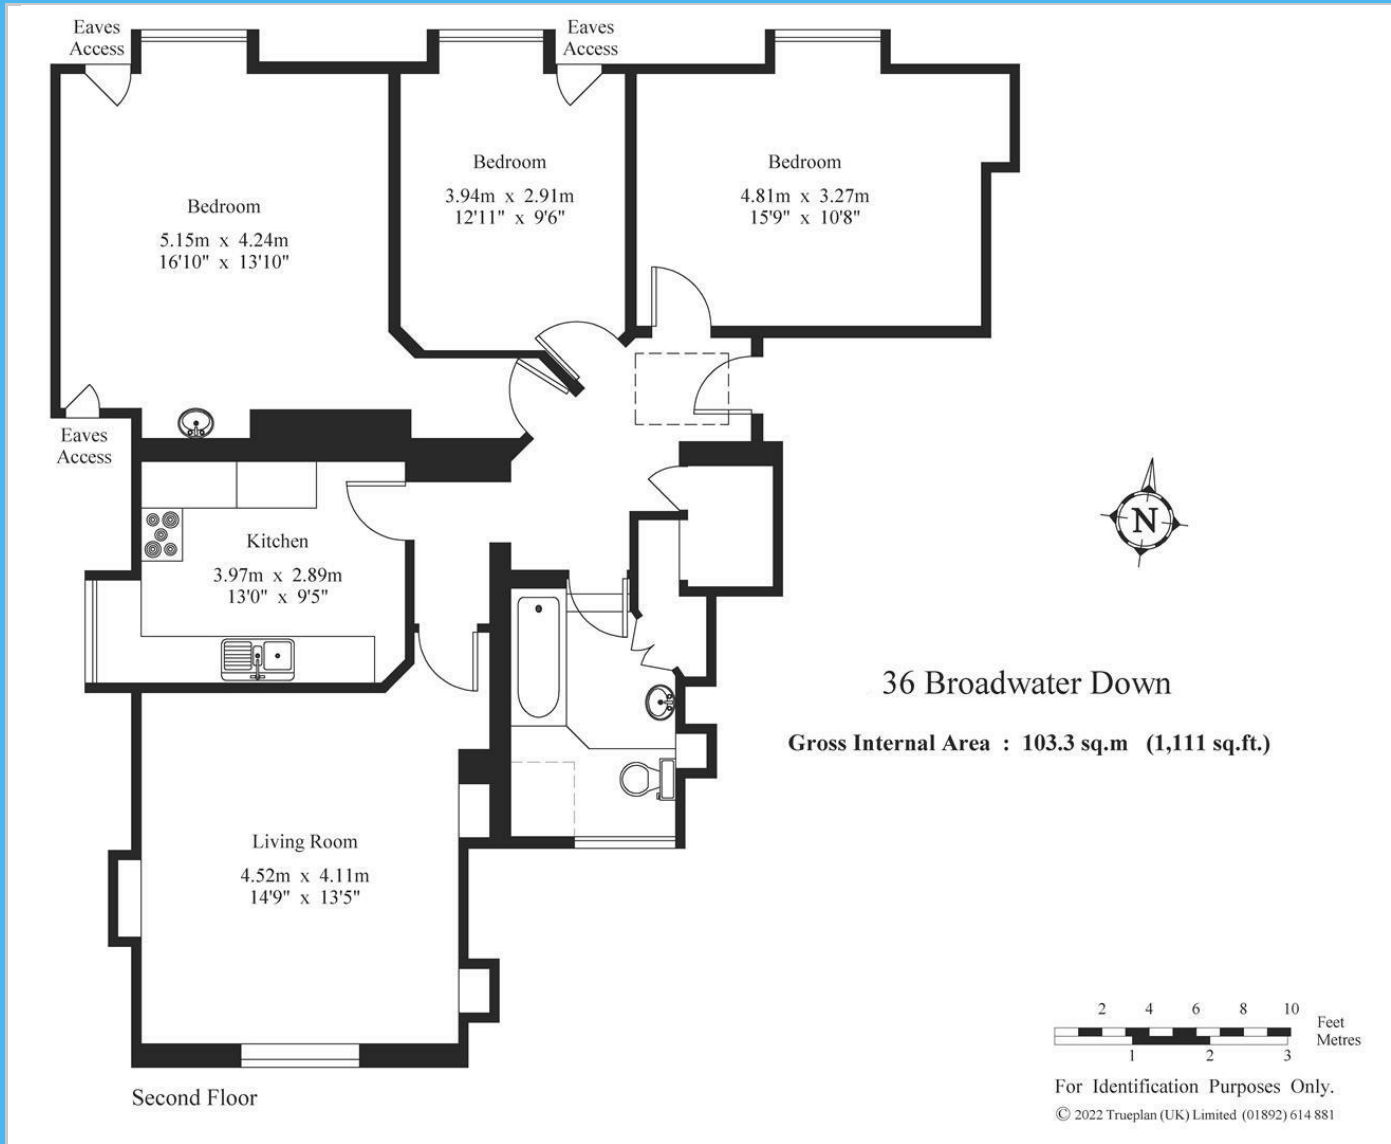 Eaves
Access
Eaves
Access
Bedroom
5.15m x 4.24m
16'10" x 13'10"
Bedroom
3.94m x 2.91m
12'11" x 9'6"
Bedroom
4.81m x 3.27m
15'9" x 10'8"
Eaves
Access
Kitchen
3.97m x 2.89m
13'0" x 9'5"
N
36 Broadwater Down
Gross Internal Area : 103.3 sq.m (1,111 sq.ft.)
Living Room
4.52m x 4.11m
14'9" x 13'5"
2 4 6 8 10
Feet
Metres
1 2 3
Second Floor
For Identification Purposes Only.
© 2022 Trueplan (UK) Limited (01892) 614 881